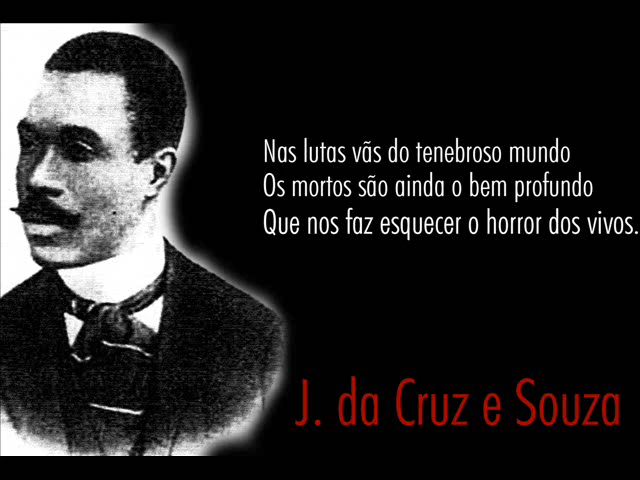 Nas lutas vãs do tenebroso mundo
Os mortos são ainda o bem profundo
Que nos faz esquecer o horror dos vivos.
J. da Cruz e Souza